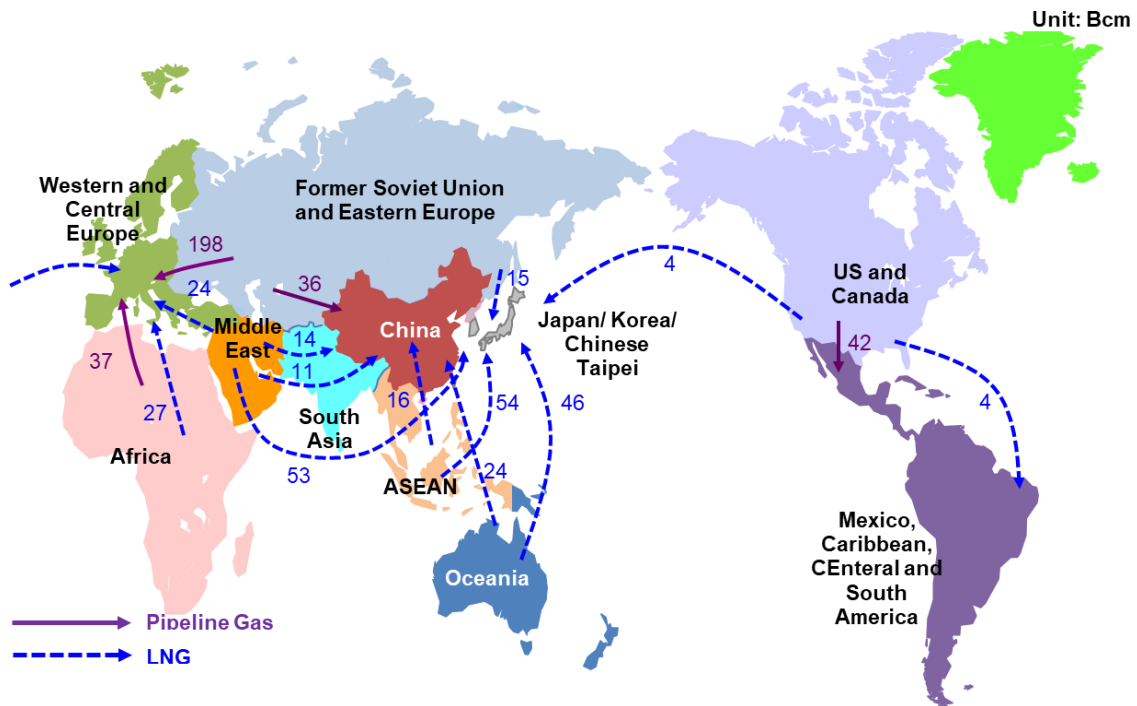 Unit: Bcm
Western and
Central
Europe
Former Soviet Union
and Eastern Europe
198
24
36
15
4
US and
Canada
42
Middle
East
14
11
China
Japan/ Korea/
Chinese
Taipei
37
27
Africa
South
Asia
16
54
46
4
53
ASEAN
24
Oceania
Mexico,
Caribbean,
CEnteral and
South
America
Pipeline Gas
LNG